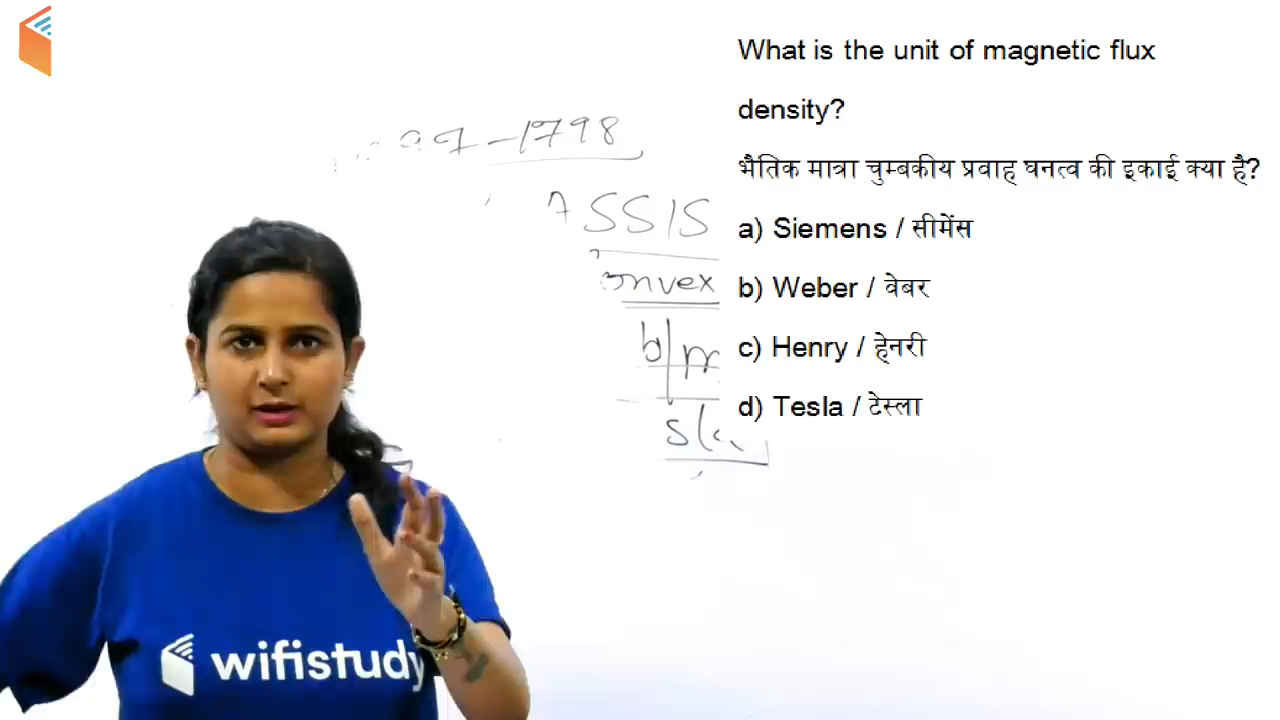 What is the unit of magnetic flux
density?
भैतिक मात्रा चुम्बकीय प्रवाह घनत्व की इकाई क्या है?
a) Siemens / सीमेंस
b) Weber / वेबर
c) Henry / हेनरी
d) Tesla / टेस्ला
-1798
convex
wifistudy